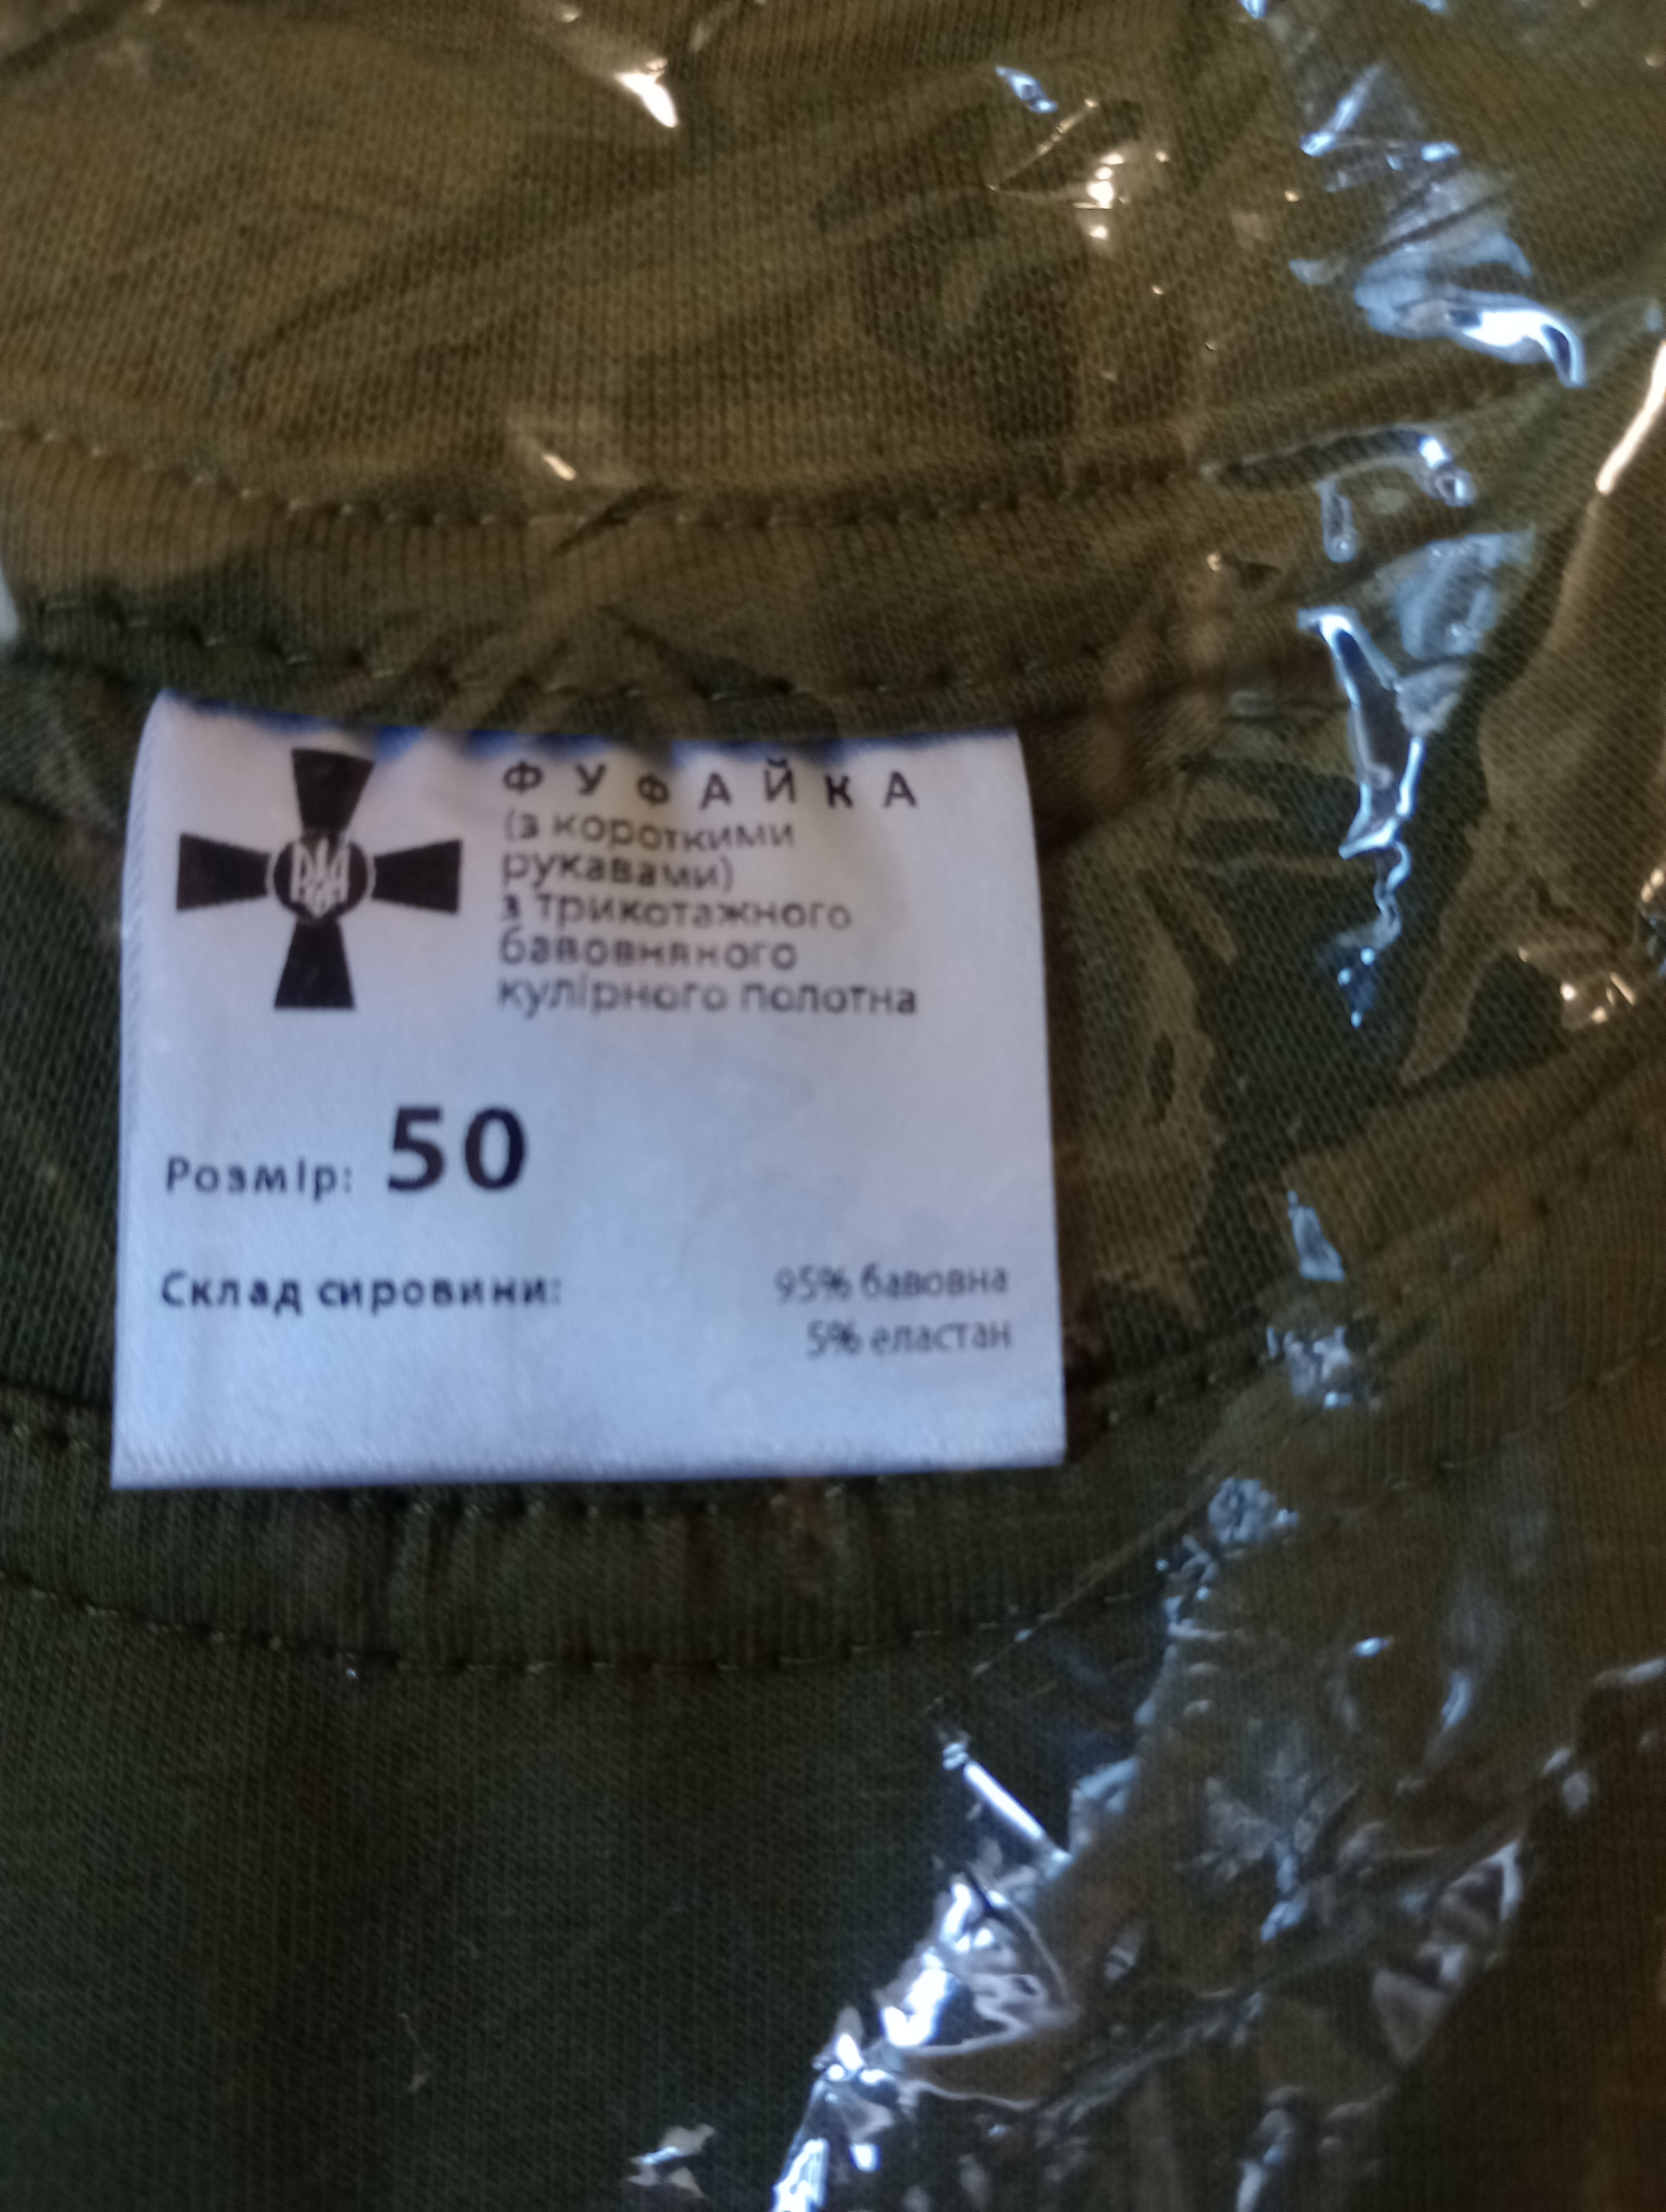 ФУФАЙКА
(з короткими
рукавами)
з трикотажного
бавовняного
кулірного полотна
Розмір: 50
Склад сировини: 95% бавовна
5% еластан